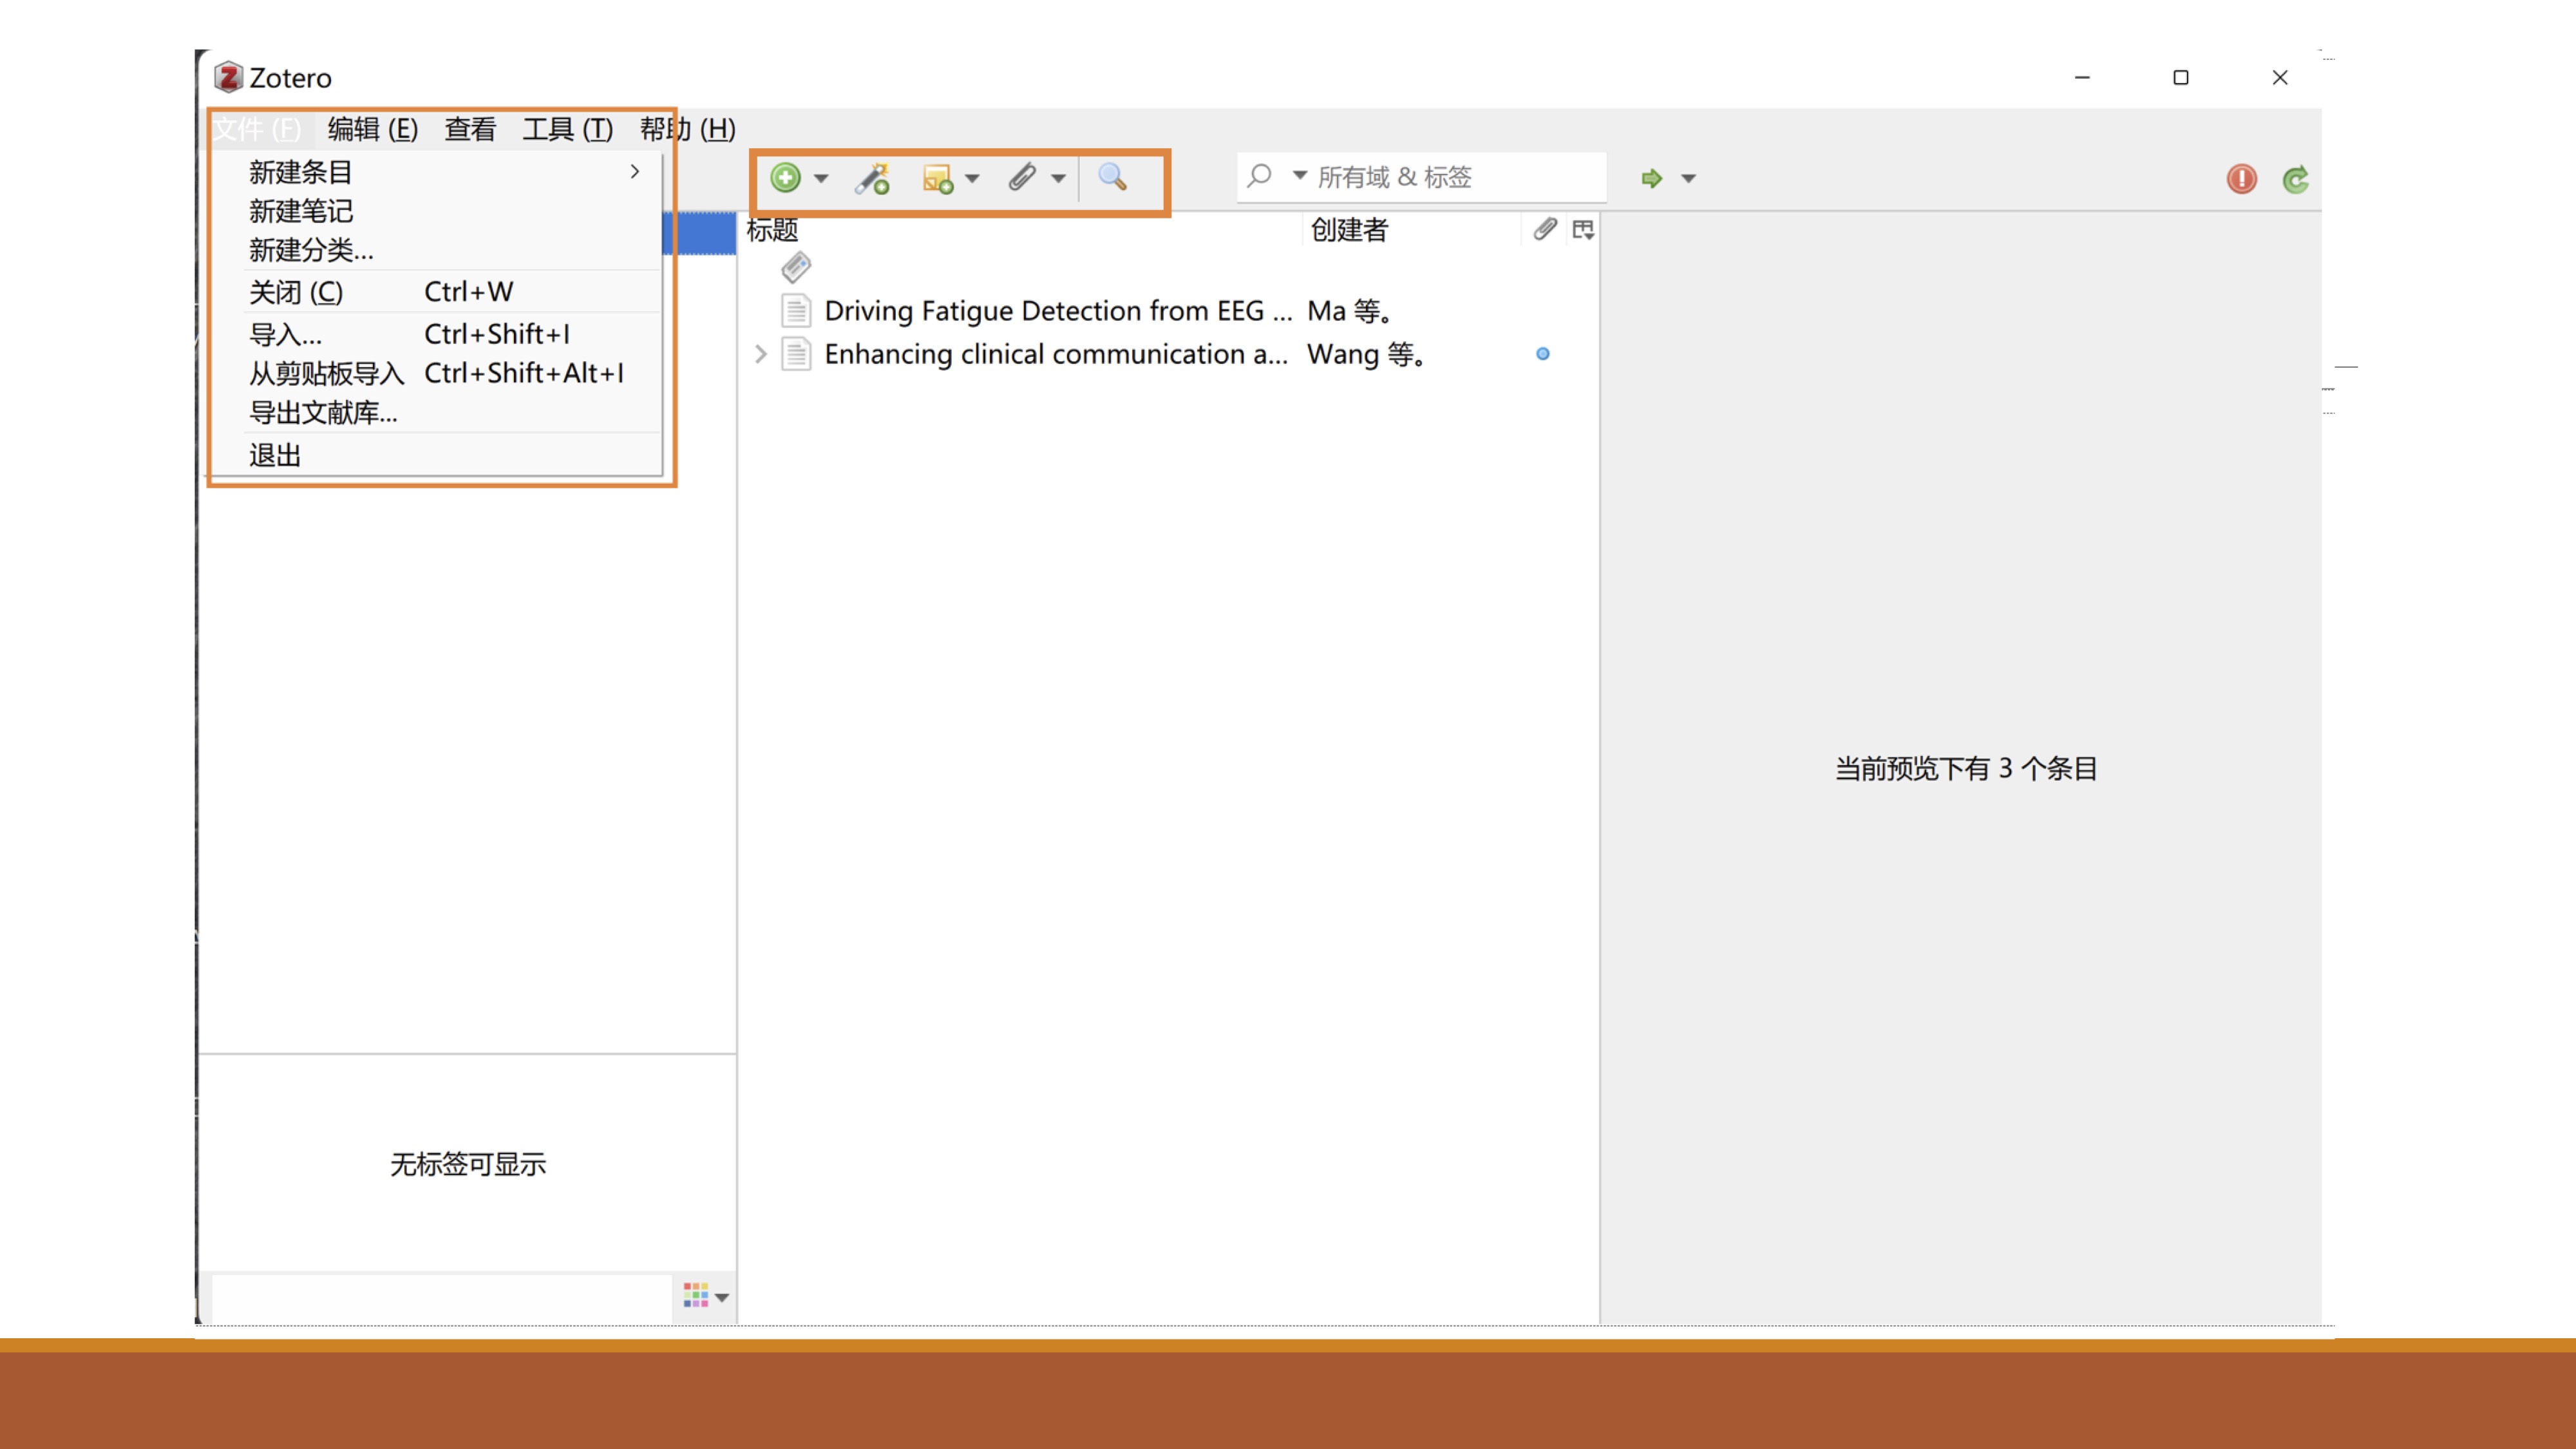 Zotero
文件 (F) 编辑 (E) 查看 工具 (T) 帮助 (H)
新建条目
新建笔记
新建分类...
关闭 (C) Ctrl+W
导入... Ctrl+Shift+I
从剪贴板导入 Ctrl+Shift+Alt+I
导出文献库...
退出
所有域 & 标签
标题 创建者
Driving Fatigue Detection from EEG ... Ma 等。
Enhancing clinical communication a... Wang 等。
当前预览下有 3 个条目
无标签可显示